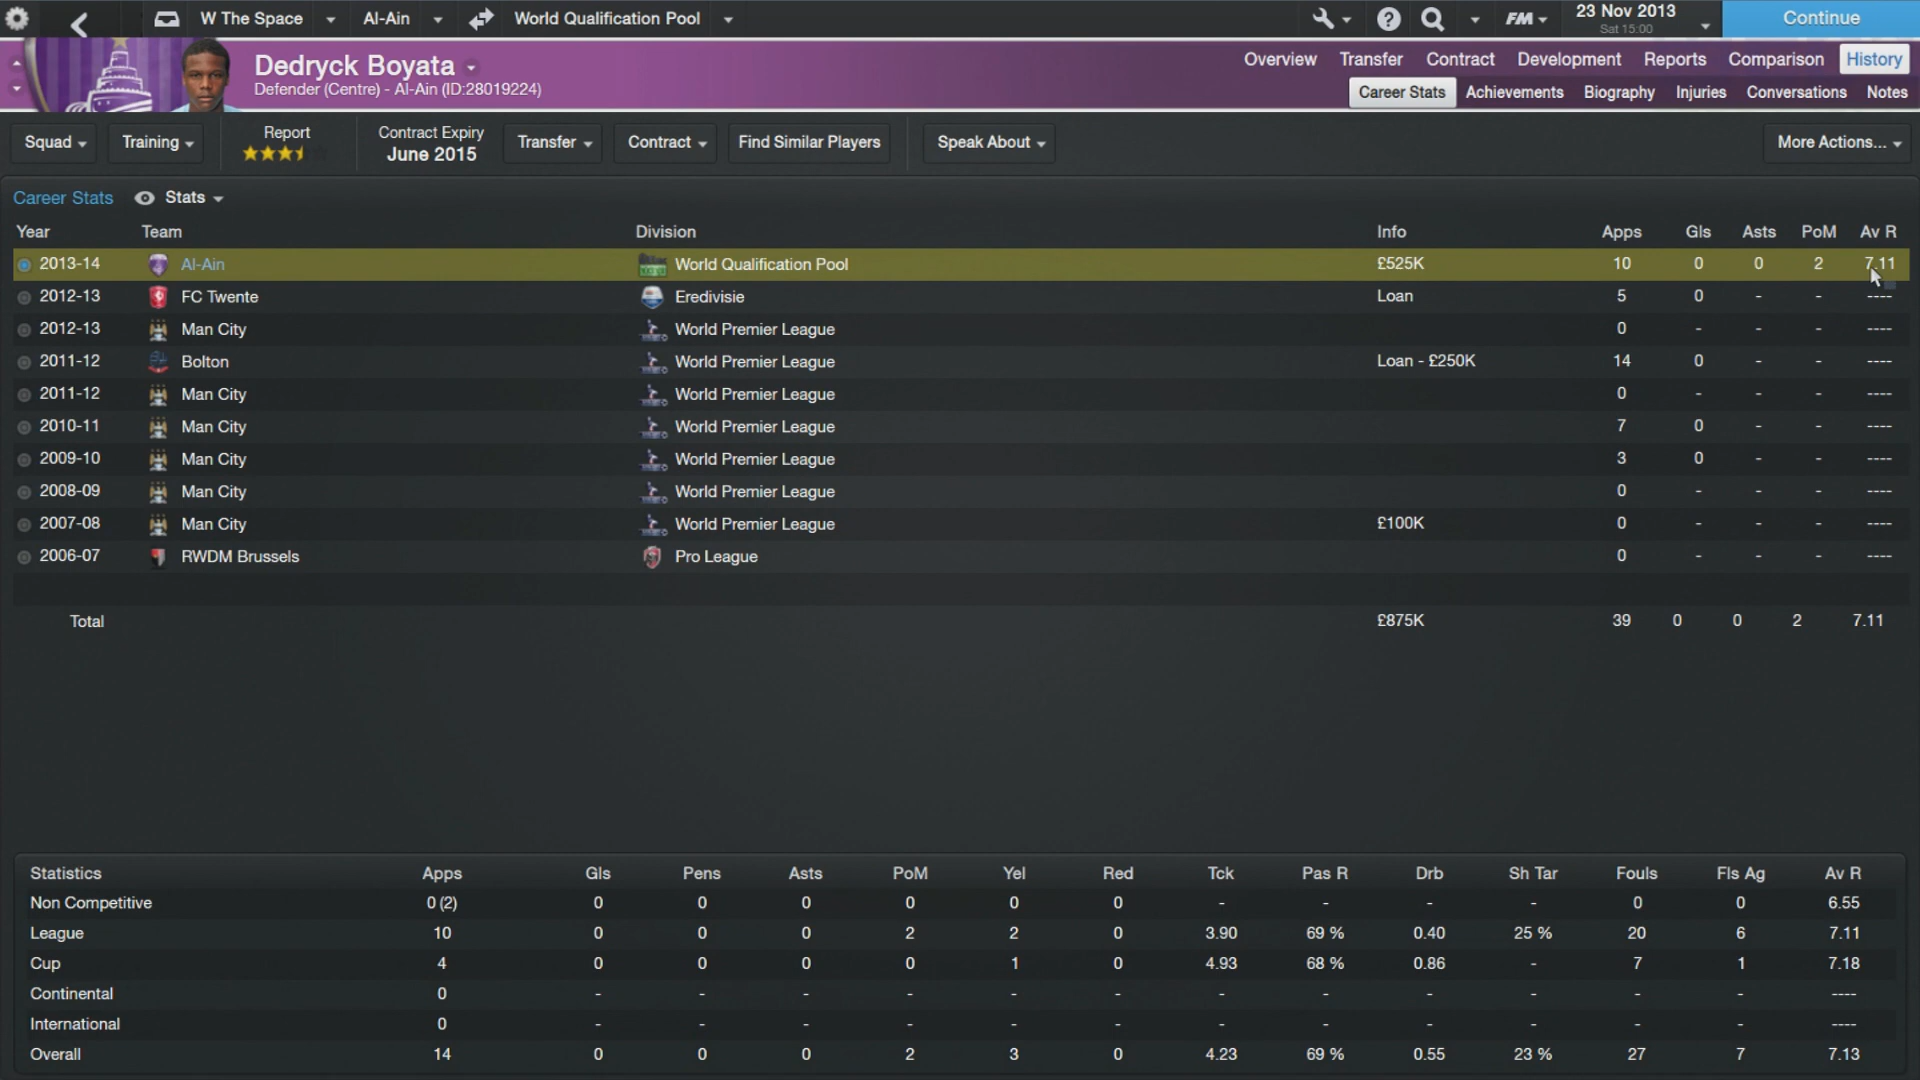 W The Space Al-Ain World Qualification Pool FM 23 Nov 2013 Continue
Sat 15:00
Dedryck Boyata Overview Transfer Contract Development Reports Comparison History
Defender (Centre) - Al-Ain (ID:28019224) Career Stats Achievements Biography Injuries Conversations Notes
Squad Training Report Contract Expiry Transfer Contract Find Similar Players Speak About More Actions...
June 2015
Career Stats Stats
Year Team Division Info Apps Gls Asts PoM Av R
2013-14 Al-Ain World Qualification Pool £525K 10 0 0 2 7.11
2012-13 FC Twente Eredivisie Loan 5 0 - - ----
2012-13 Man City World Premier League 0 - - - ----
2011-12 Bolton World Premier League Loan - £250K 14 0 - - ----
2011-12 Man City World Premier League 0 - - - ----
2010-11 Man City World Premier League 7 0 - - ----
2009-10 Man City World Premier League 3 0 - - ----
2008-09 Man City World Premier League 0 - - - ----
2007-08 Man City World Premier League £100K 0 - - - ----
2006-07 RWDM Brussels Pro League 0 - - - ----
Total £875K 39 0 0 2 7.11
Statistics Apps Gls Pens Asts PoM Yel Red Tck Pas R Drb Sh Tar Fouls Fls Ag Av R
Non Competitive 0 (2) 0 0 0 0 0 0 - - - - 0 0 6.55
League 10 0 0 0 2 2 0 3.90 69 % 0.40 25 % 20 6 7.11
Cup 4 0 0 0 0 1 0 4.93 68 % 0.86 - 7 1 7.18
Continental 0 - - - - - - - - - - - - ----
International 0 - - - - - - - - - - - - ----
Overall 14 0 0 0 2 3 0 4.23 69 % 0.55 23 % 27 7 7.13